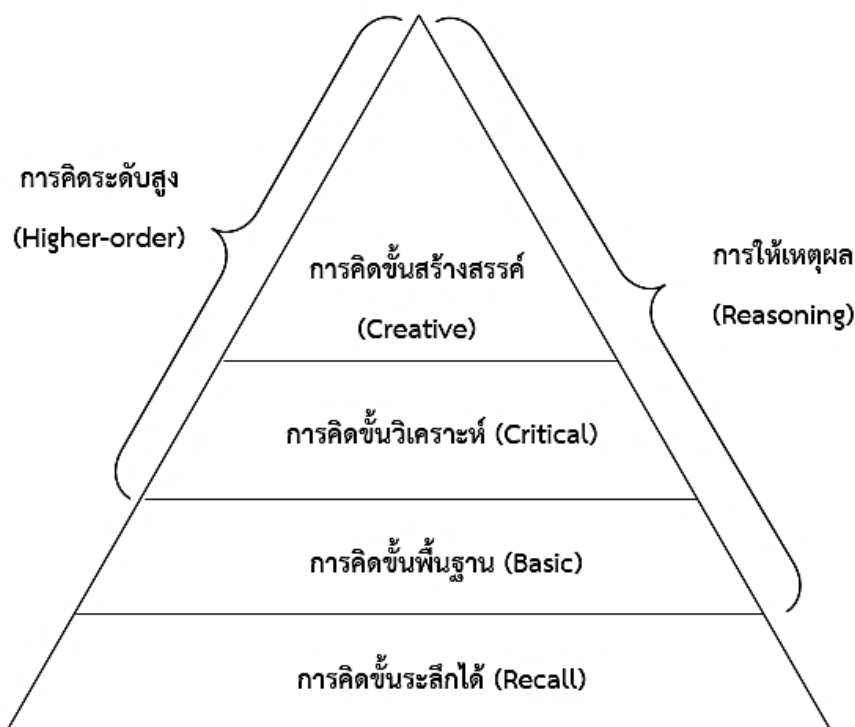 การคิดระดับสูง
(Higher-order)
การให้เหตุผล
(Reasoning)
การคิดขั้นสร้างสรรค์
(Creative)
การคิดขั้นวิเคราะห์ (Critical)
การคิดขั้นพื้นฐาน (Basic)
การคิดขั้นระลึกได้ (Recall)